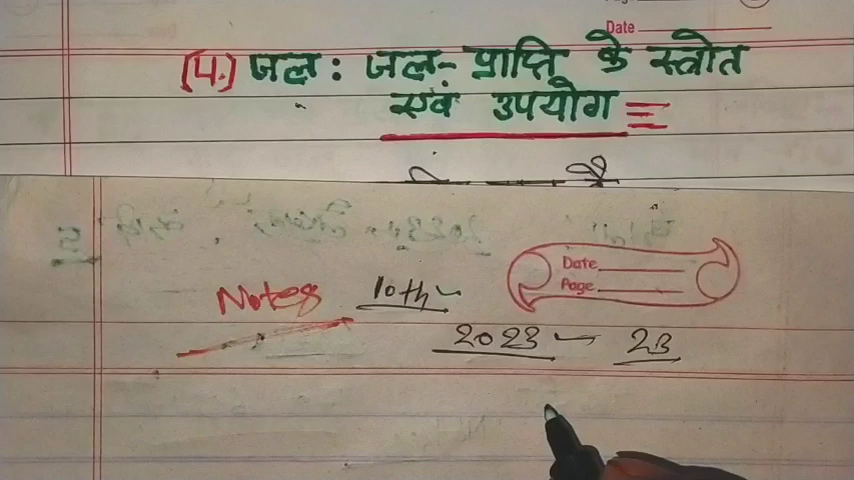 Date
(4.) जल : जल-प्राप्ति के स्त्रोत
एवं उपयोग
Date
Page
Notes 10th
2023 - 23